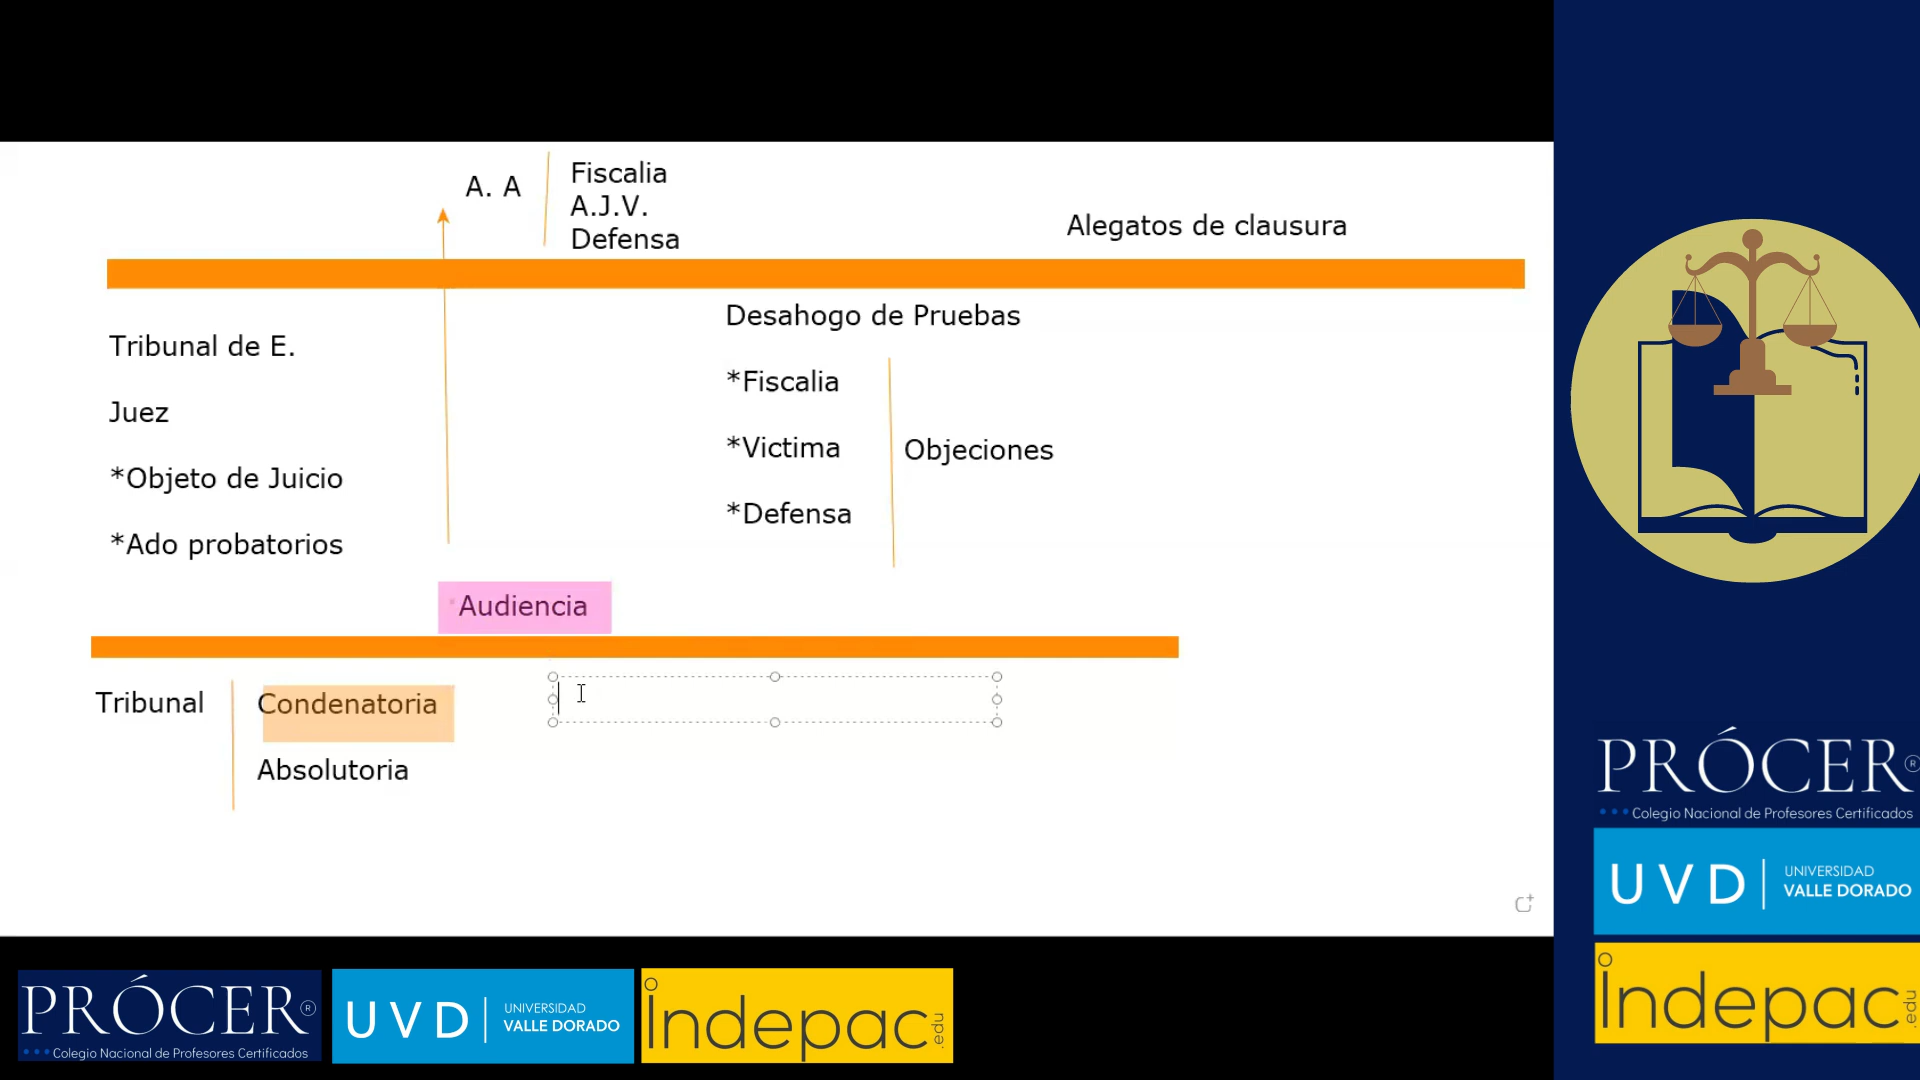 A. A
Fiscalia
A.J.V.
Defensa
Alegatos de clausura
Tribunal de E.
Juez
*Objeto de Juicio
*Ado probatorios
Desahogo de Pruebas
*Fiscalia
*Victima
*Defensa
Objeciones
*Audiencia
Tribunal
Condenatoria
Absolutoria
PRÓCER®
Colegio Nacional de Profesores Certificados
UVD
UNIVERSIDAD
VALLE DORADO
Indepac
.edu
PRÓCER®
Colegio Nacional de Profesores Certificados
UVD
UNIVERSIDAD
VALLE DORADO
Indepac
.edu